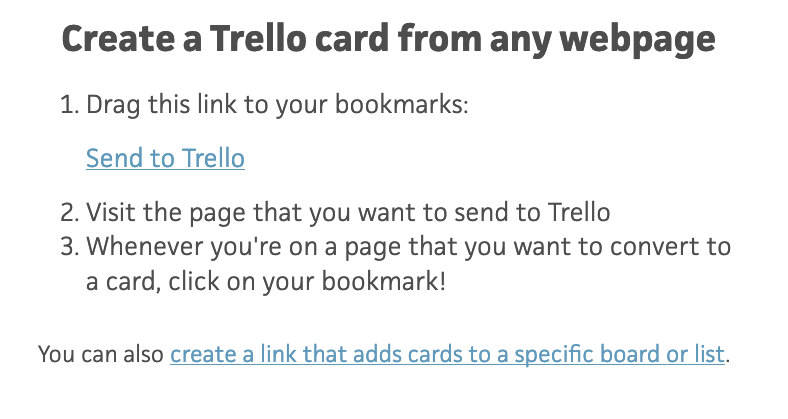 Create a Trello card from any webpage
1. Drag this link to your bookmarks:
Send to Trello
2. Visit the page that you want to send to Trello
3. Whenever you're on a page that you want to convert to
a card, click on your bookmark!
You can also create a link that adds cards to a specific board or list.